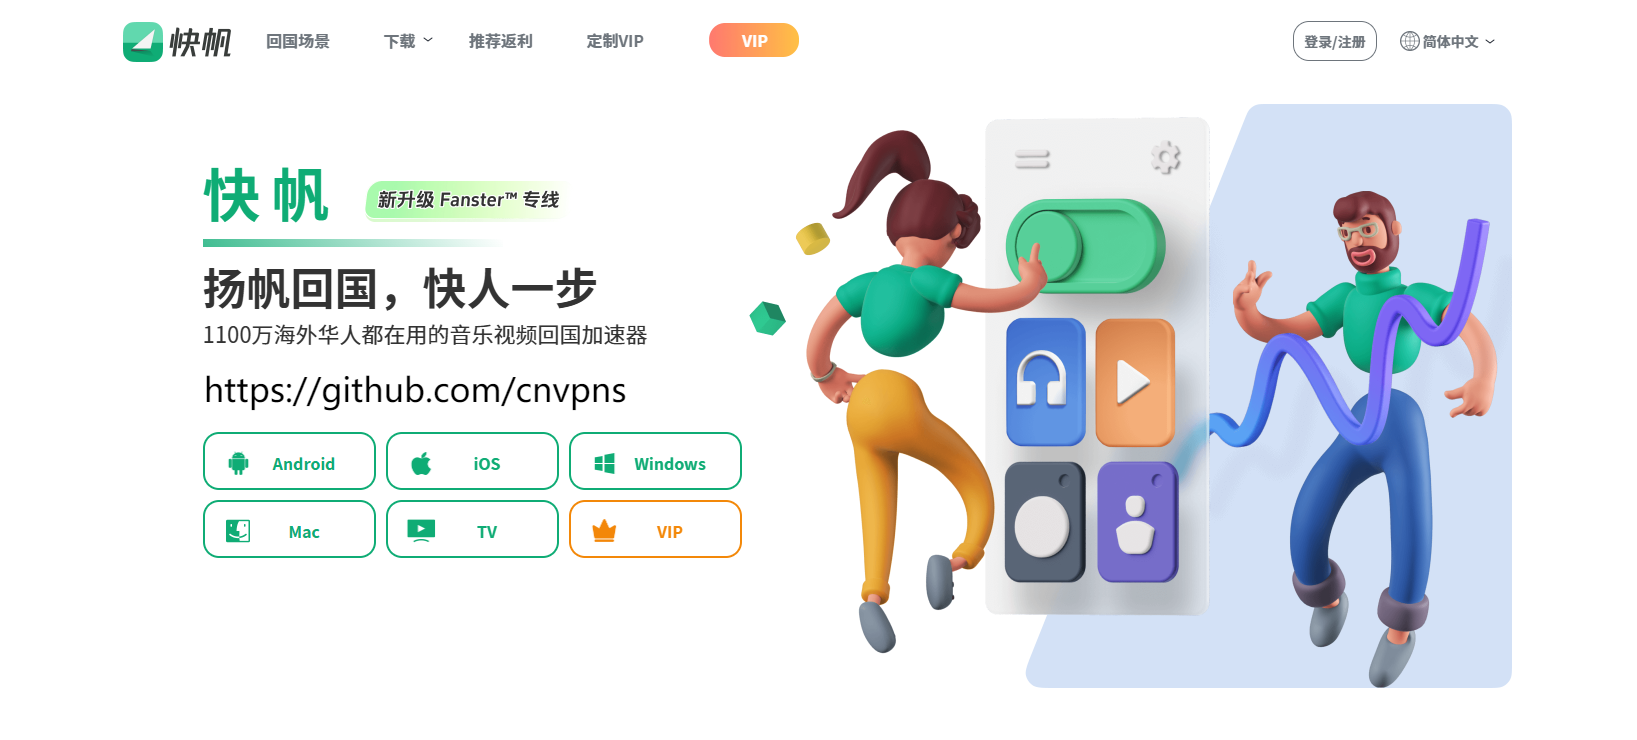 快帆
回国场景
下载
推荐返利
定制VIP
VIP
登录/注册
简体中文
快帆
新升级 Fanster™ 专线
扬帆回国，快人一步
1100万海外华人都在用的音乐视频回国加速器
https://github.com/cnvpns
Android
iOS
Windows
Mac
TV
VIP